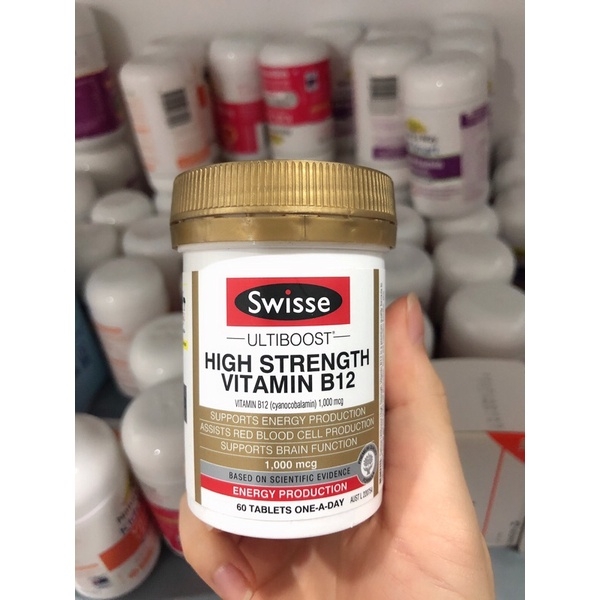 Swisse
ULTIBOOST
HIGH STRENGTH
VITAMIN B12
VITAMIN B12 (cyanocobalamin) 1,000 mcg
SUPPORTS ENERGY PRODUCTION
ASSISTS RED BLOOD CELL PRODUCTION
SUPPORTS BRAIN FUNCTION
1,000 mcg
BASED ON SCIENTIFIC EVIDENCE
ENERGY PRODUCTION
60 TABLETS ONE-A-DAY
AUST L